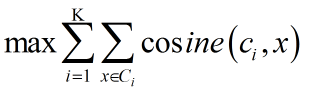 max ∑_{i=1}^{K} ∑_{x∈C_i} cosine(c_i, x)